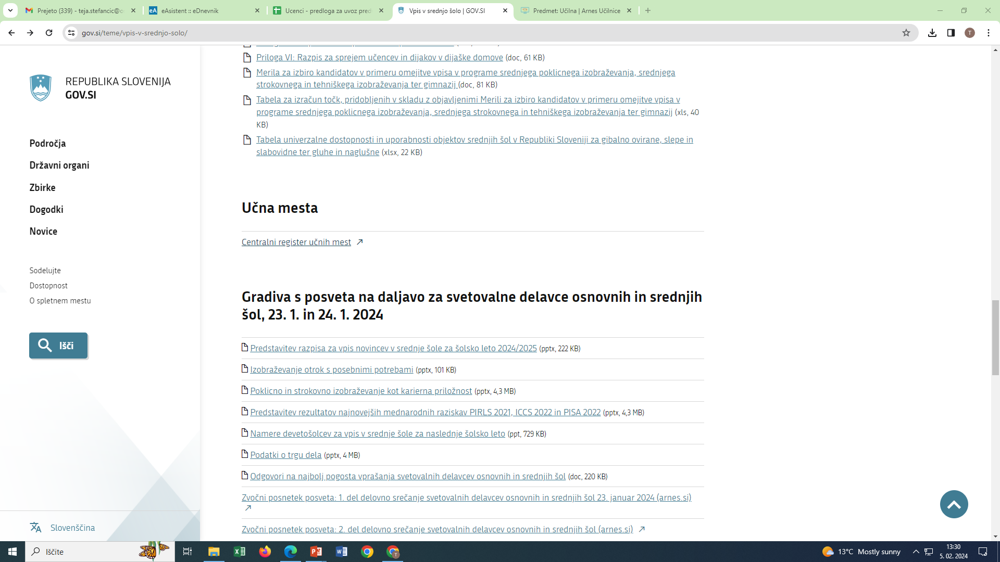 Prejeto (339) - teja.stefancic@o
eAsistent :: eDnevnik
Ucenci - predloga za uvoz pred
Vpis v srednjo šolo | GOV.SI
Predmet: Učilna | Arnes Učilnice
gov.si/teme/vpis-v-srednjo-solo/
T
REPUBLIKA SLOVENIJA
GOV.SI
Področja
Državni organi
Zbirke
Dogodki
Novice
Sodelujte
Dostopnost
O spletnem mestu
Išči
Slovenščina
Priloga VI: Razpis za sprejem učencev in dijakov v dijaške domove (doc, 61 KB)
Merila za izbiro kandidatov v primeru omejitve vpisa v programe srednjega poklicnega izobraževanja, srednjega
strokovnega in tehniškega izobraževanja ter gimnazij (doc, 81 KB)
Tabela za izračun točk, pridobljenih v skladu z objavljenimi Merili za izbiro kandidatov v primeru omejitve vpisa v
programe srednjega poklicnega izobraževanja, srednjega strokovnega in tehniškega izobraževanja ter gimnazij (xls, 40
KB)
Tabela univerzalne dostopnosti in uporabnosti objektov srednjih šol v Republiki Sloveniji za gibalno ovirane, slepe in
slabovidne ter gluhe in naglušne (xlsx, 22 KB)
Učna mesta
Centralni register učnih mest
Gradiva s posveta na daljavo za svetovalne delavce osnovnih in srednjih
šol, 23. 1. in 24. 1. 2024
Predstavitev razpisa za vpis novincev v srednje šole za šolsko leto 2024/2025 (pptx, 222 KB)
Izobraževanje otrok s posebnimi potrebami (pptx, 101 KB)
Poklicno in strokovno izobraževanje kot karierna priložnost (pptx, 4,3 MB)
Predstavitev rezultatov najnovejših mednarodnih raziskav PIRLS 2021, ICCS 2022 in PISA 2022 (pptx, 4,3 MB)
Namere devetošolcev za vpis v srednje šole za naslednje šolsko leto (ppt, 729 KB)
Podatki o trgu dela (pptx, 4 MB)
Odgovori na najbolj pogosta vprašanja svetovalnih delavcev osnovnih in srednjih šol (doc, 220 KB)
Zvočni posnetek posveta: 1. del delovno srečanje svetovalnih delavcev osnovnih in srednjih šol 23. januar 2024 (arnes.si)
Zvočni posnetek posveta: 2. del delovno srečanje svetovalnih delavcev osnovnih in srednjih šol (arnes.si)
Iščite
13°C Mostly sunny
13:30
5. 02. 2024